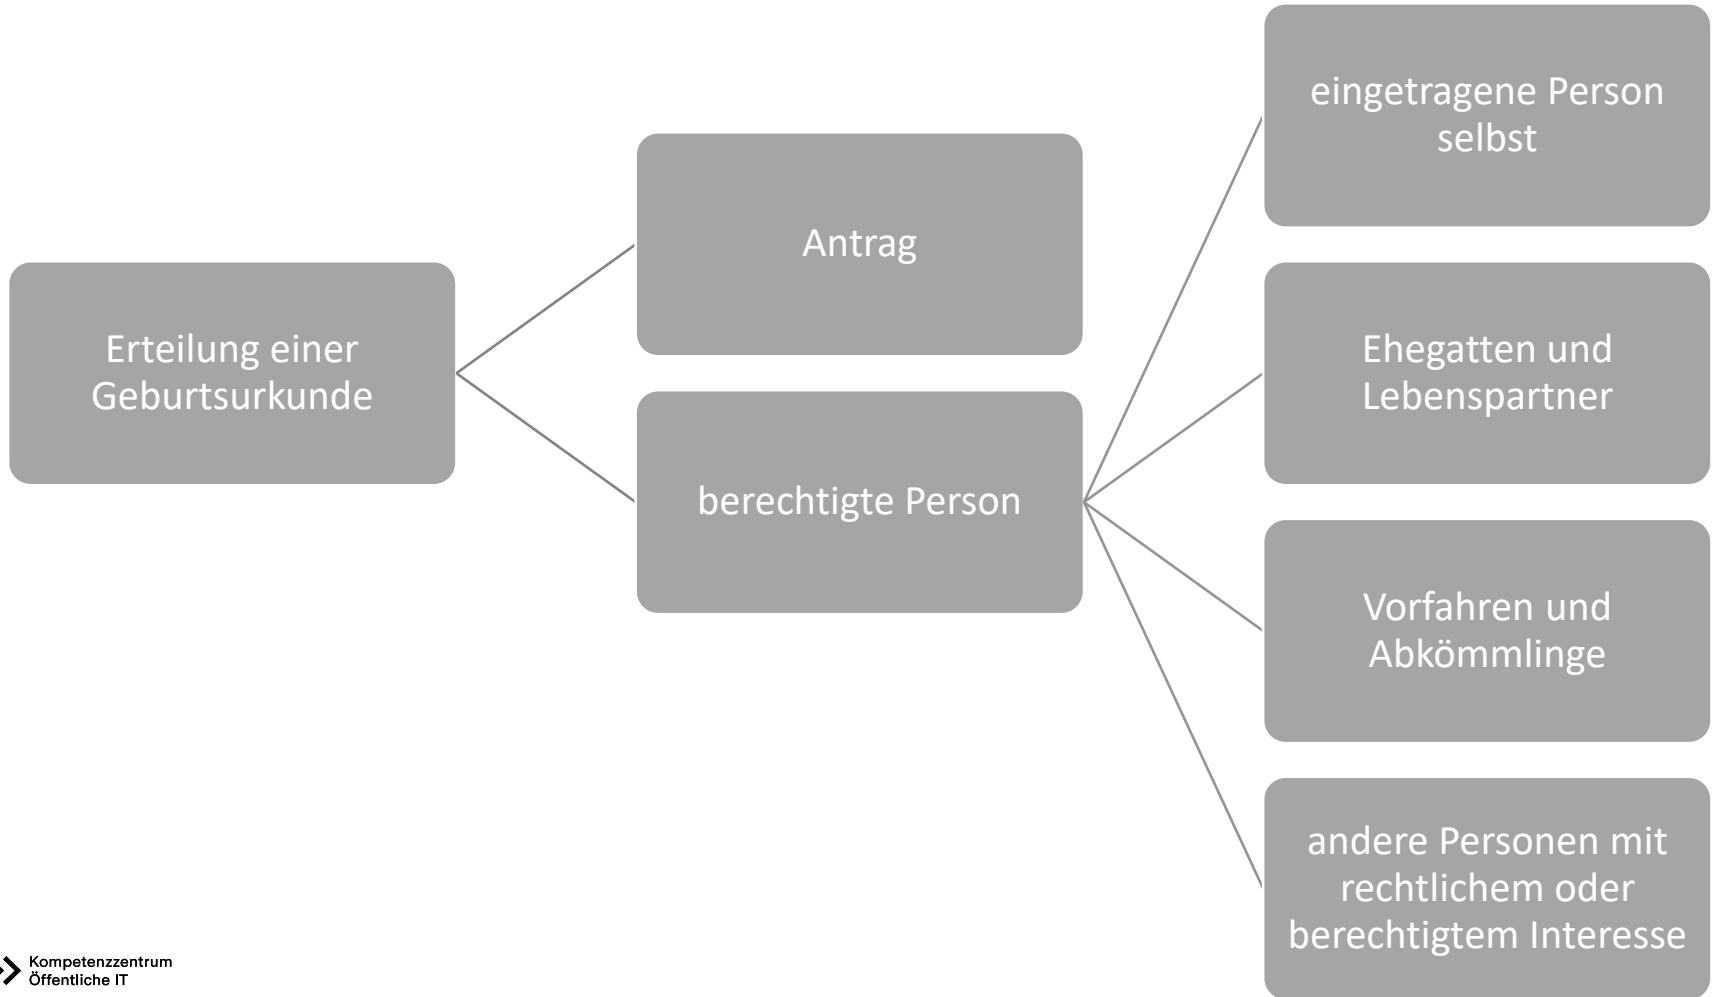 Erteilung einer
Geburtsurkunde
Antrag
berechtigte Person
eingetragene Person
selbst
Ehegatten und
Lebenspartner
Vorfahren und
Abkömmlinge
andere Personen mit
rechtlichem oder
berechtigtem Interesse
Kompetenzzentrum
Öffentliche IT